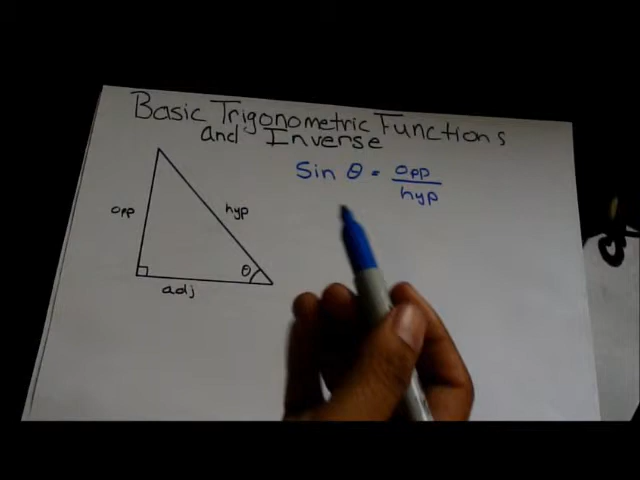 Basic Trigonometric Functions
and Inverse
Sin θ = opp
hyp
opp
hyp
θ
adj